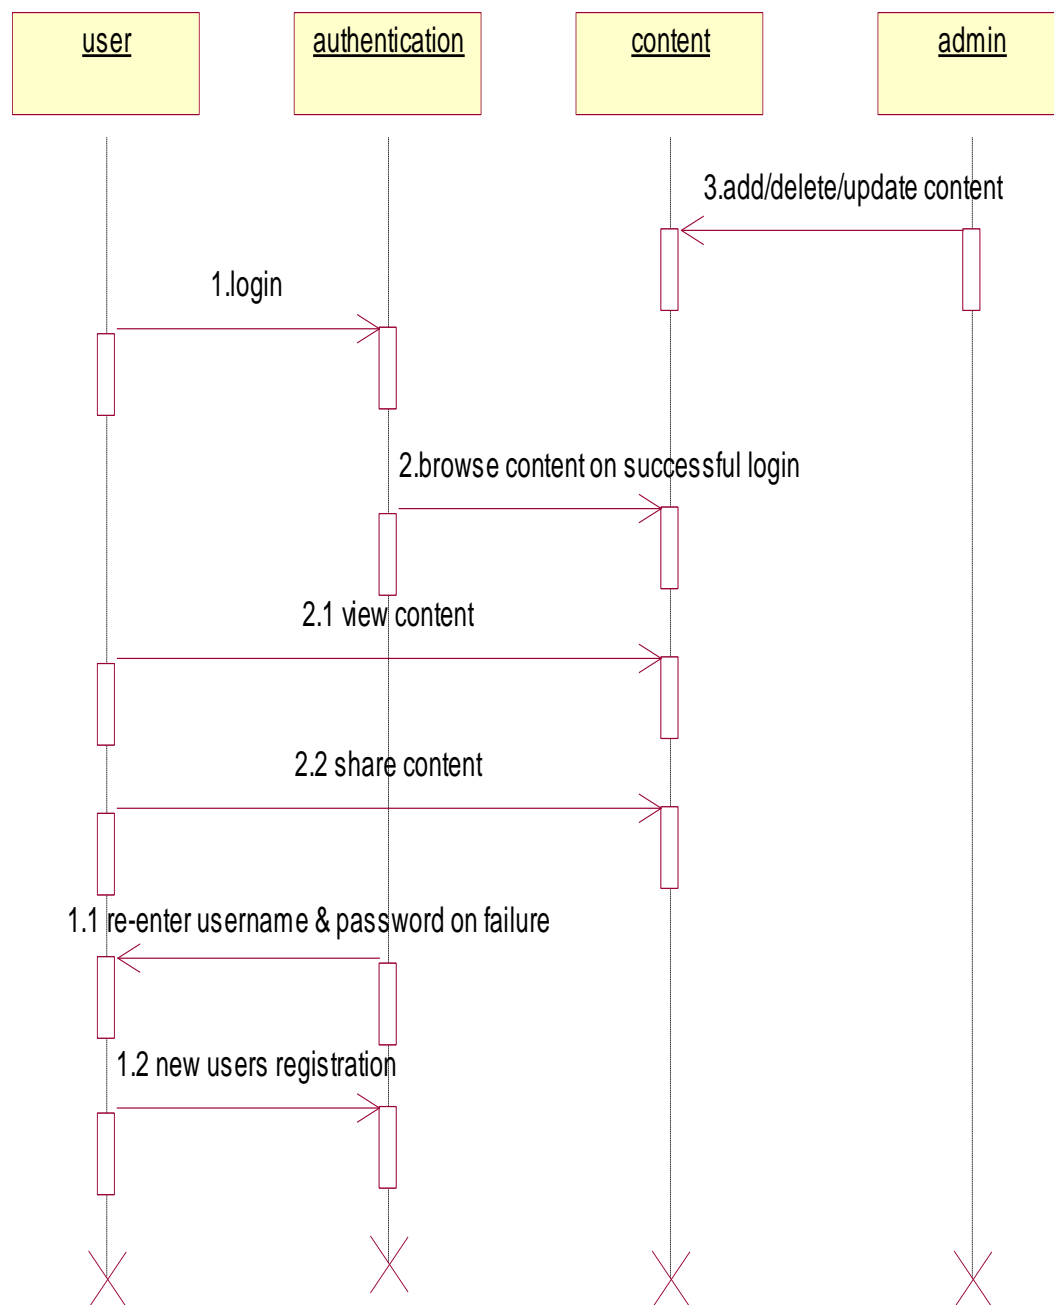 user
authentication
content
admin
3.add/delete/update content
1.login
2.browse content on successful login
2.1 view content
2.2 share content
1.1 re-enter username & password on failure
1.2 new users registration